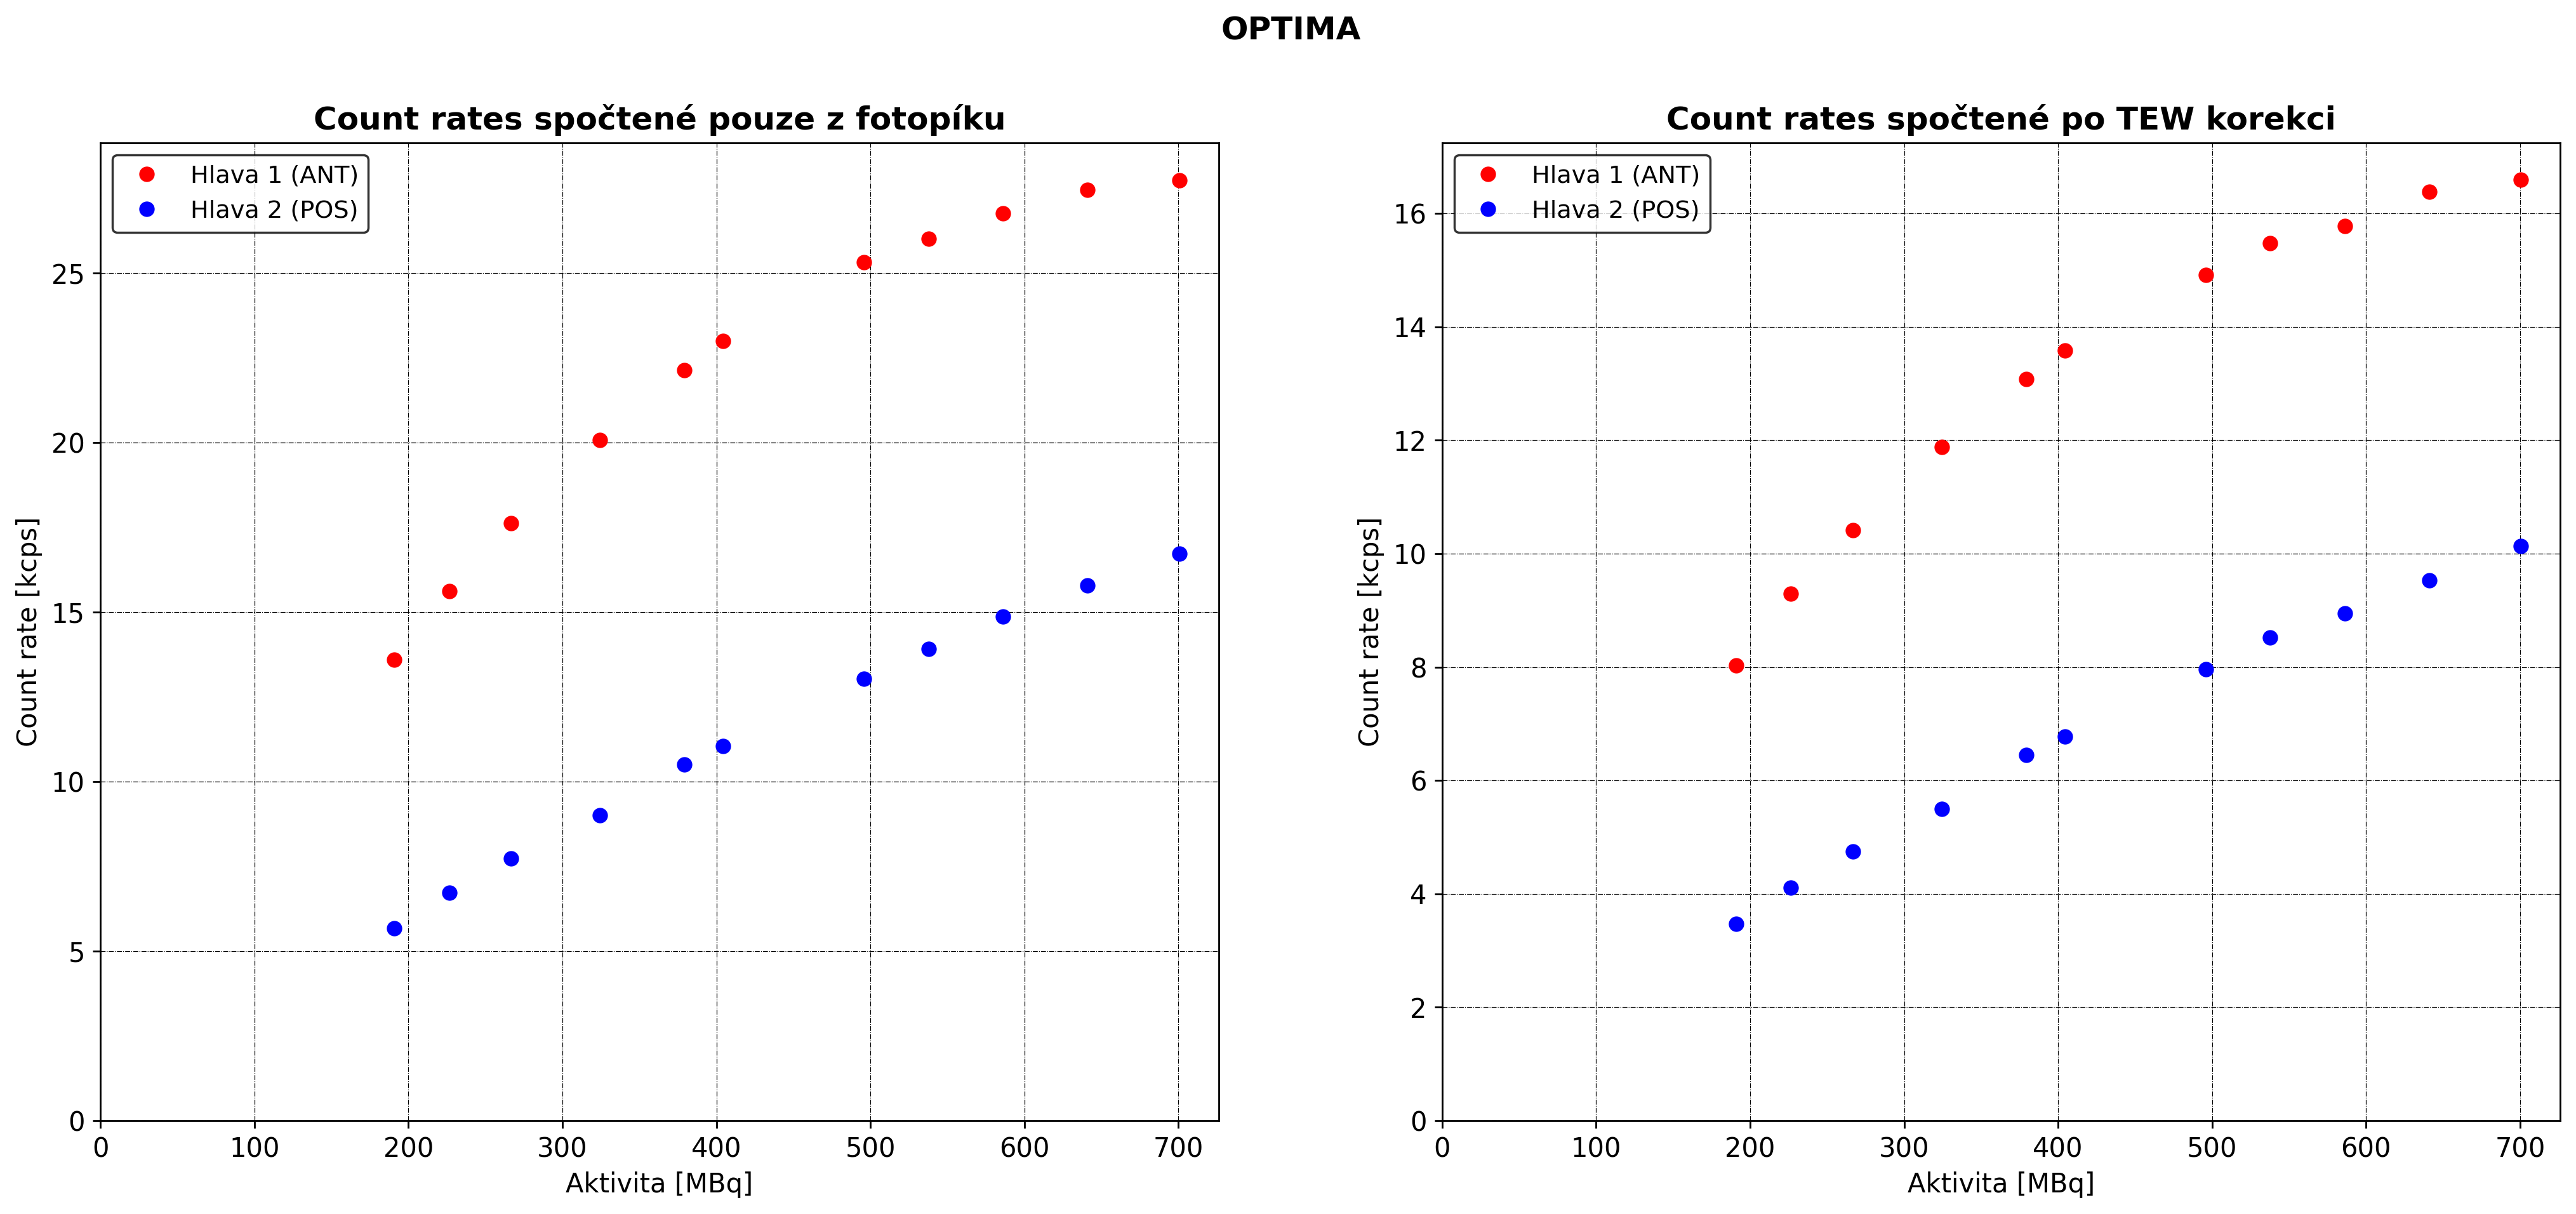 OPTIMA
Count rates spočtené pouze z fotopíku
Hlava 1 (ANT)
Hlava 2 (POS)
Count rate [kcps]
25
20
15
10
5
0
0 100 200 300 400 500 600 700
Aktivita [MBq]
Count rates spočtené po TEW korekci
Hlava 1 (ANT)
Hlava 2 (POS)
Count rate [kcps]
16
14
12
10
8
6
4
2
0
0 100 200 300 400 500 600 700
Aktivita [MBq]